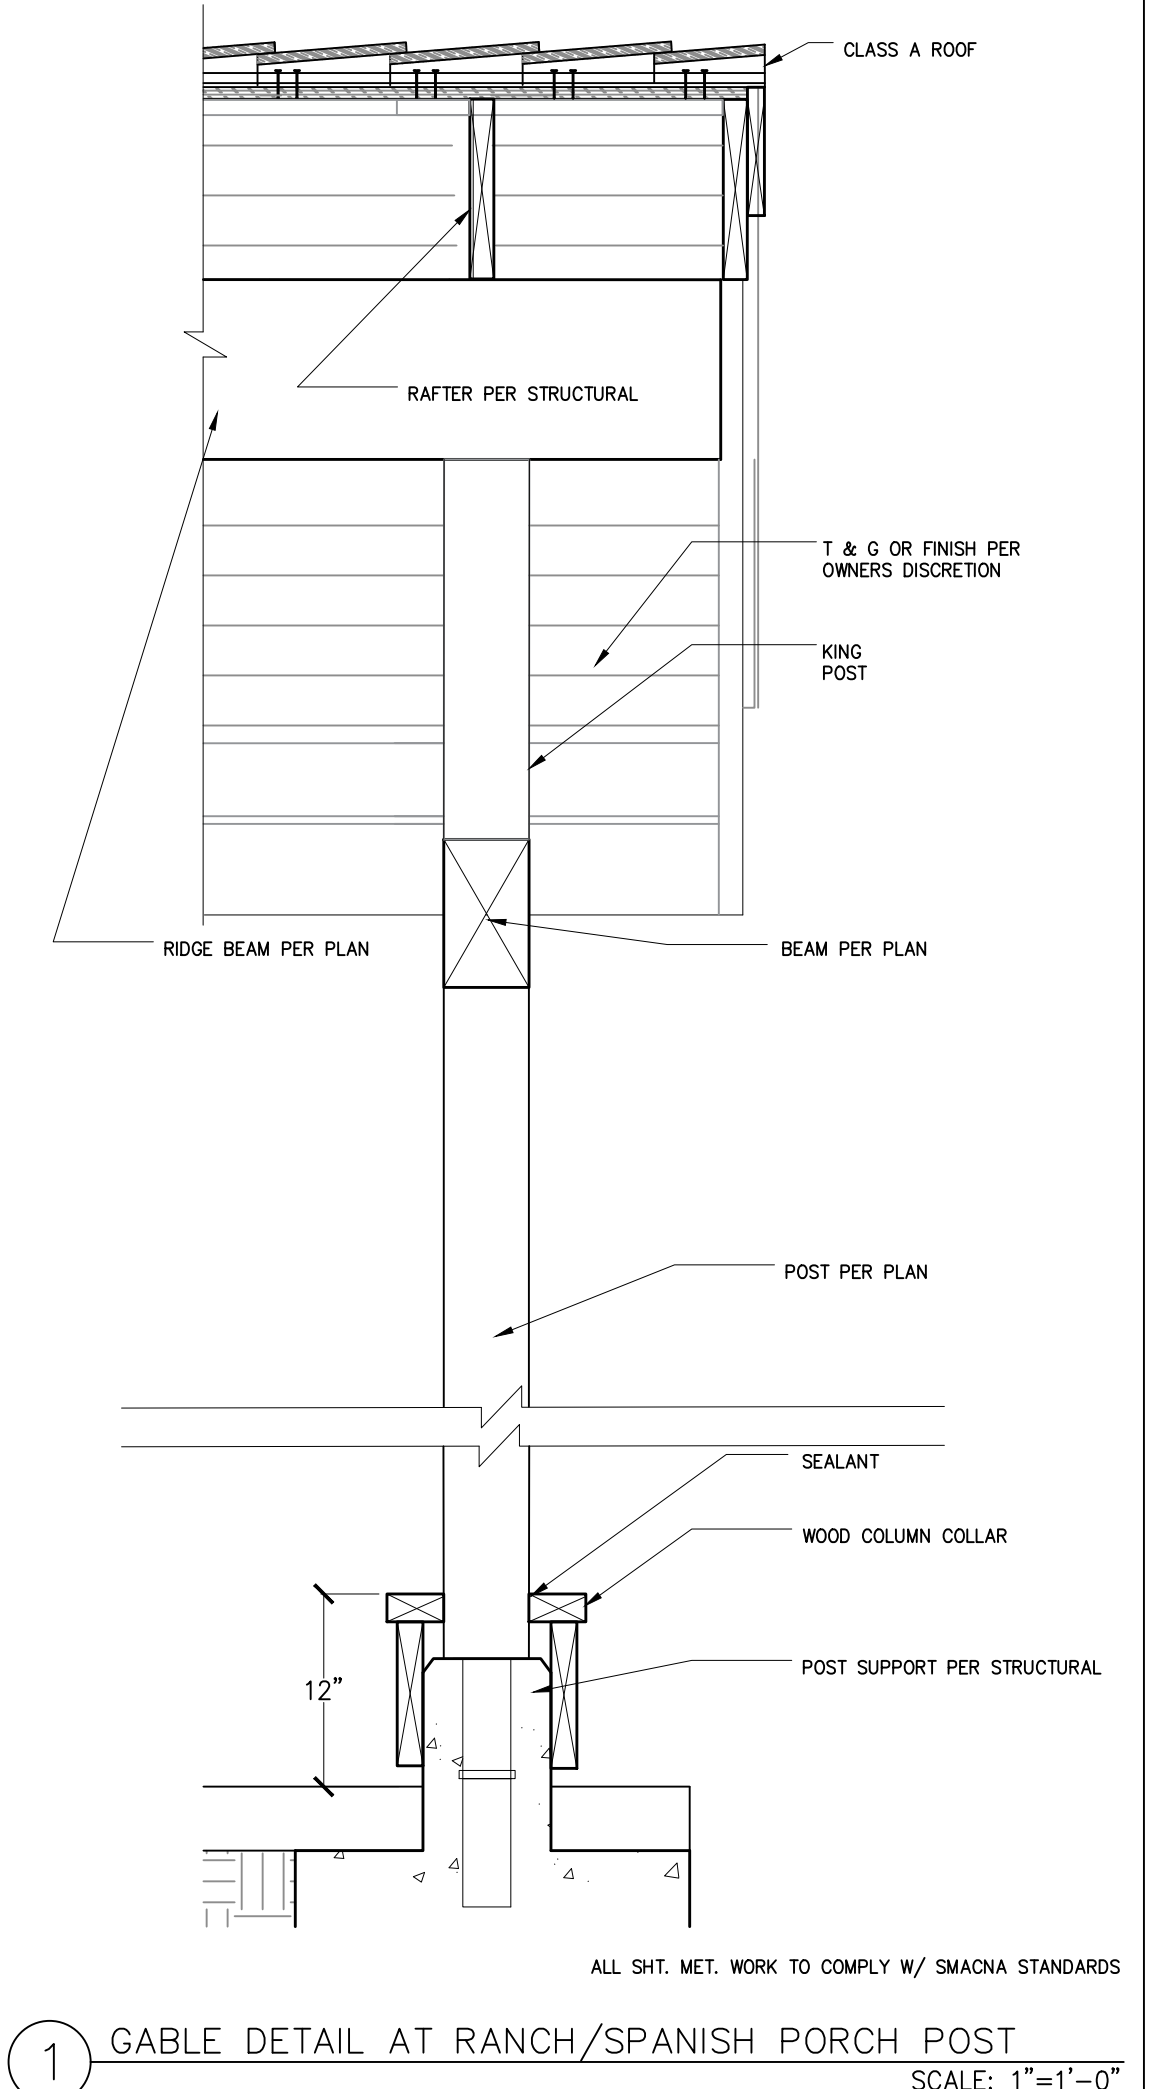 CLASS A ROOF
RAFTER PER STRUCTURAL
T & G OR FINISH PER
OWNERS DISCRETION
KING
POST
RIDGE BEAM PER PLAN
BEAM PER PLAN
POST PER PLAN
SEALANT
WOOD COLUMN COLLAR
POST SUPPORT PER STRUCTURAL
12"
ALL SHT. MET. WORK TO COMPLY W/ SMACNA STANDARDS
1
GABLE DETAIL AT RANCH/SPANISH PORCH POST
SCALE: 1"=1'-0"